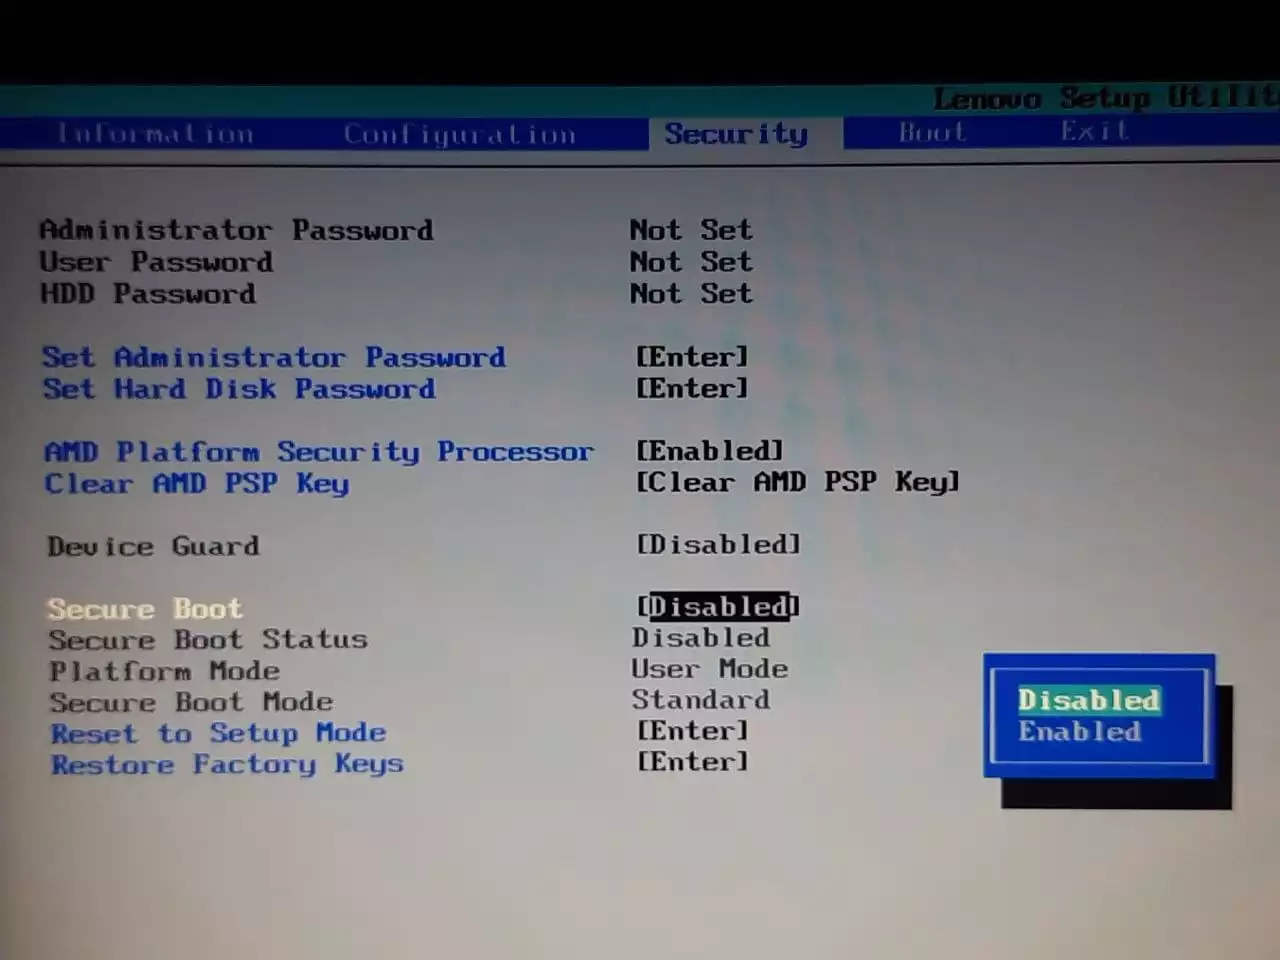 Lenovo Setup Utilit
Information Configuration Security Boot Exit
Administrator Password Not Set
User Password Not Set
HDD Password Not Set
Set Administrator Password [Enter]
Set Hard Disk Password [Enter]
AMD Platform Security Processor [Enabled]
Clear AMD PSP Key [Clear AMD PSP Key]
Device Guard [Disabled]
Secure Boot [Disabled]
Secure Boot Status Disabled
Platform Mode User Mode
Secure Boot Mode Standard
Reset to Setup Mode [Enter]
Restore Factory Keys [Enter]
Disabled
Enabled